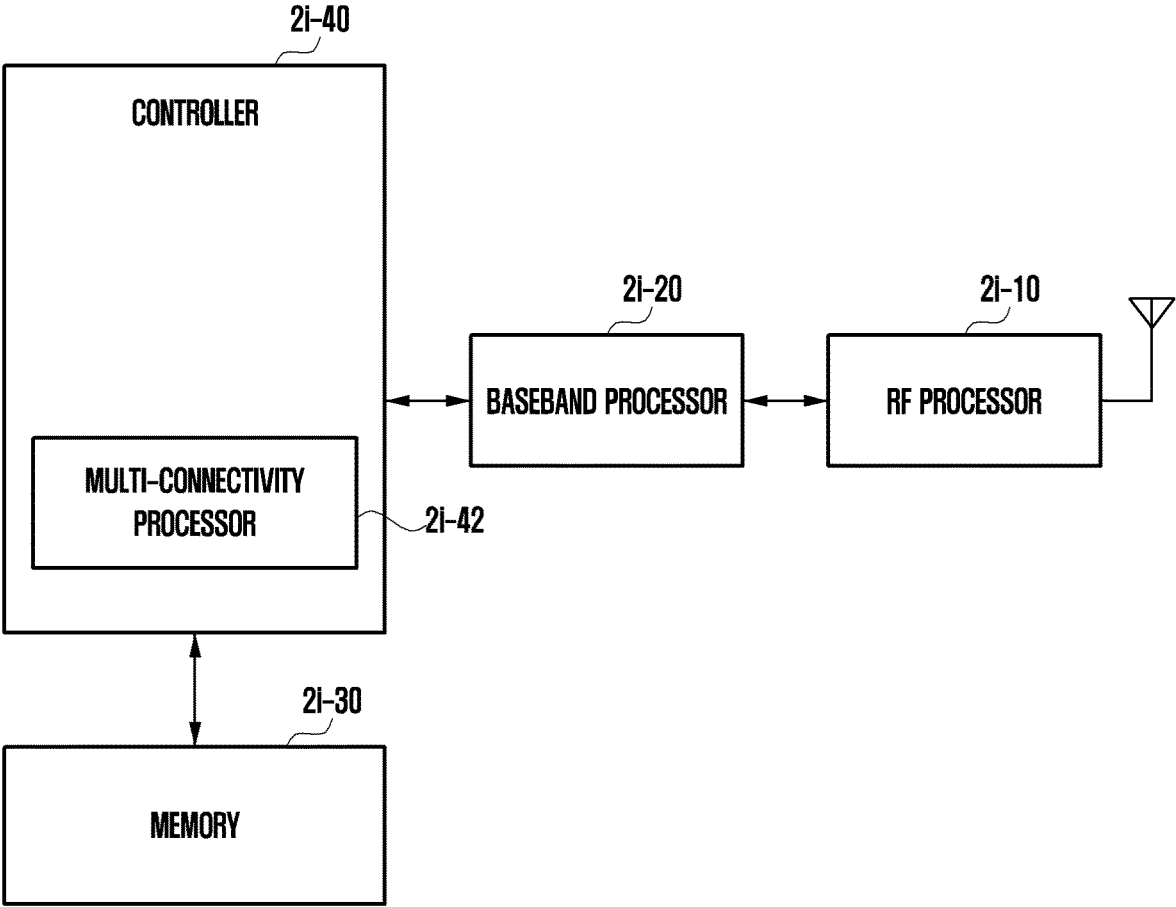 2i-40
CONTROLLER
2i-20
2i-10
BASEBAND PROCESSOR
RF PROCESSOR
MULTI-CONNECTIVITY
PROCESSOR
2i-42
2i-30
MEMORY